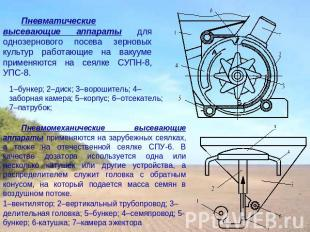 Пневматические
высевающие аппараты для
однозернового посева зерновых
культур работающие на вакууме
применяются на сеялке СУПН-8,
УПС-8.
1–бункер; 2–диск; 3–ворошитель; 4–
заборная камера; 5–корпус; 6–отсекатель;
7–патрубок;
Пневмомеханические высевающие
аппараты применяются на зарубежных сеялках,
а также на отечественной сеялке СПУ-6. В
качестве дозатора используется одна или
несколько катушек или другие устройства, а
распределителем служит головка с обратным
конусом, на который подается масса семян в
воздушном потоке.
1–вентилятор; 2–вертикальный трубопровод; 3–
делительная головка; 5–бункер; 4–семяпровод; 5
бункер; 6-катушка; 7–камера эжектора